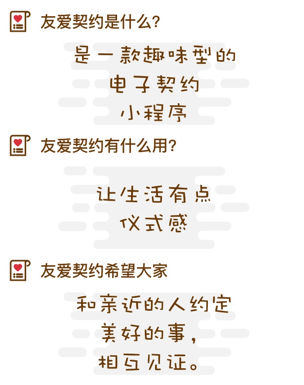 友爱契约是什么?
是一款趣味型的
电子契约
小程序
友爱契约有什么用?
让生活有点
仪式感
友爱契约希望大家
和亲近的人约定
美好的事，
相互见证。